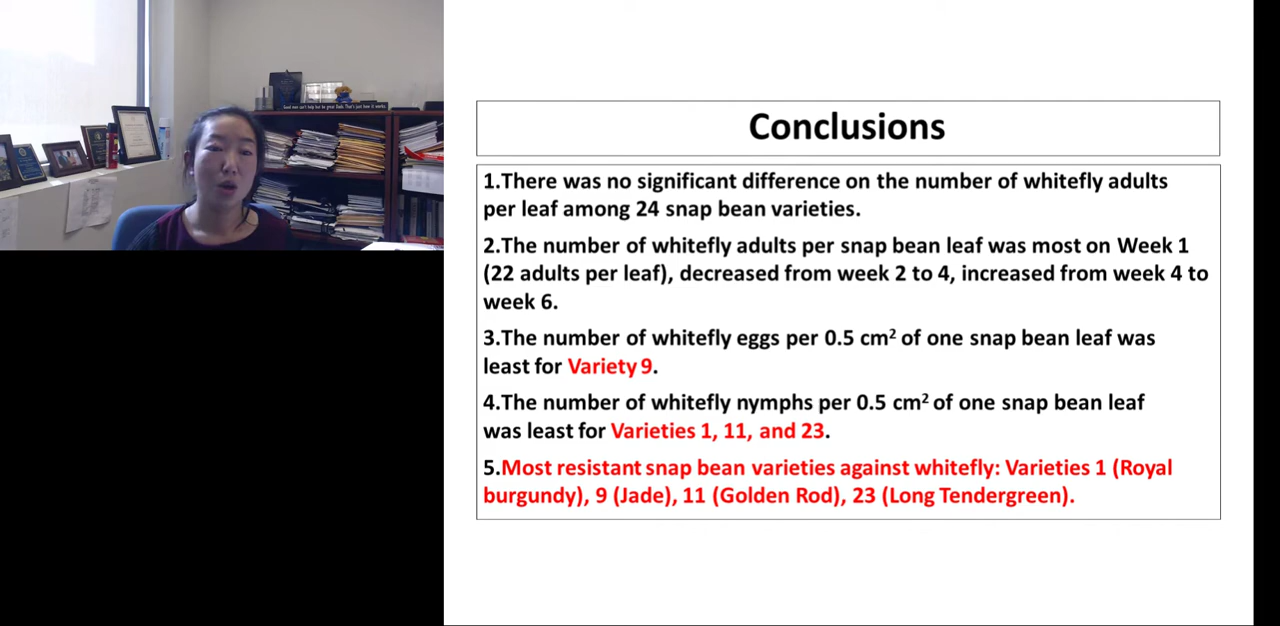 Conclusions
1.There was no significant difference on the number of whitefly adults
per leaf among 24 snap bean varieties.
2.The number of whitefly adults per snap bean leaf was most on Week 1
(22 adults per leaf), decreased from week 2 to 4, increased from week 4 to
week 6.
3.The number of whitefly eggs per 0.5 cm² of one snap bean leaf was
least for Variety 9.
4.The number of whitefly nymphs per 0.5 cm² of one snap bean leaf
was least for Varieties 1, 11, and 23.
5.Most resistant snap bean varieties against whitefly: Varieties 1 (Royal
burgundy), 9 (Jade), 11 (Golden Rod), 23 (Long Tendergreen).